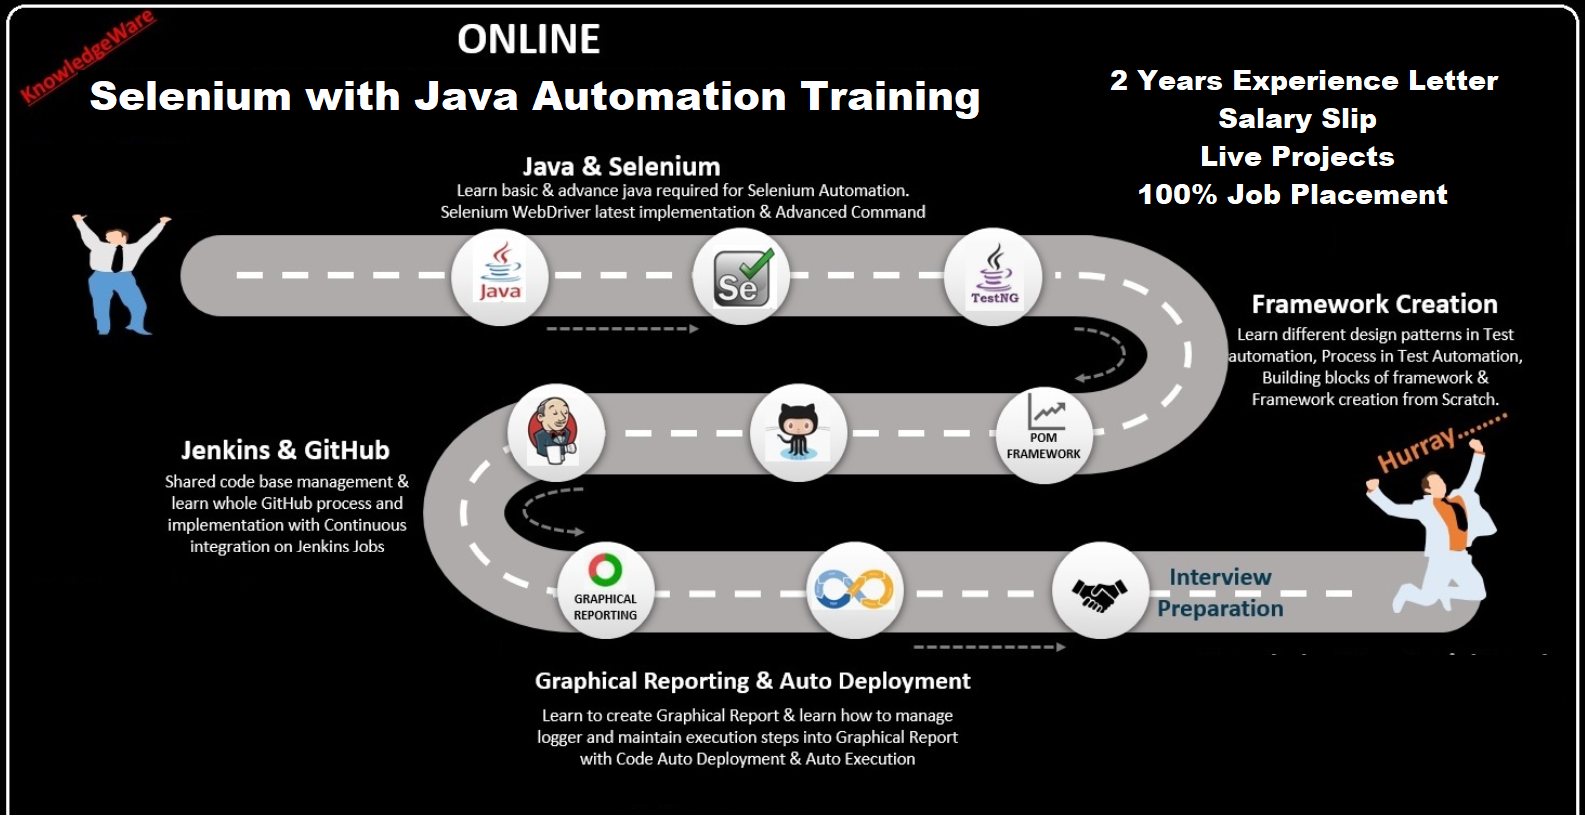 KnowledgeWare
ONLINE
Selenium with Java Automation Training
2 Years Experience Letter
Salary Slip
Live Projects
100% Job Placement
Java & Selenium
Learn basic & advance java required for Selenium Automation.
Selenium WebDriver latest implementation & Advanced Command
Java
Se
TestNG
Framework Creation
Learn different design patterns in Test
automation, Process in Test Automation,
Building blocks of framework &
Framework creation from Scratch.
POM
FRAMEWORK
Jenkins & GitHub
Shared code base management &
learn whole GitHub process and
implementation with Continuous
integration on Jenkins Jobs
Hurray........
GRAPHICAL
REPORTING
Interview
Preparation
Graphical Reporting & Auto Deployment
Learn to create Graphical Report & learn how to manage
logger and maintain execution steps into Graphical Report
with Code Auto Deployment & Auto Execution